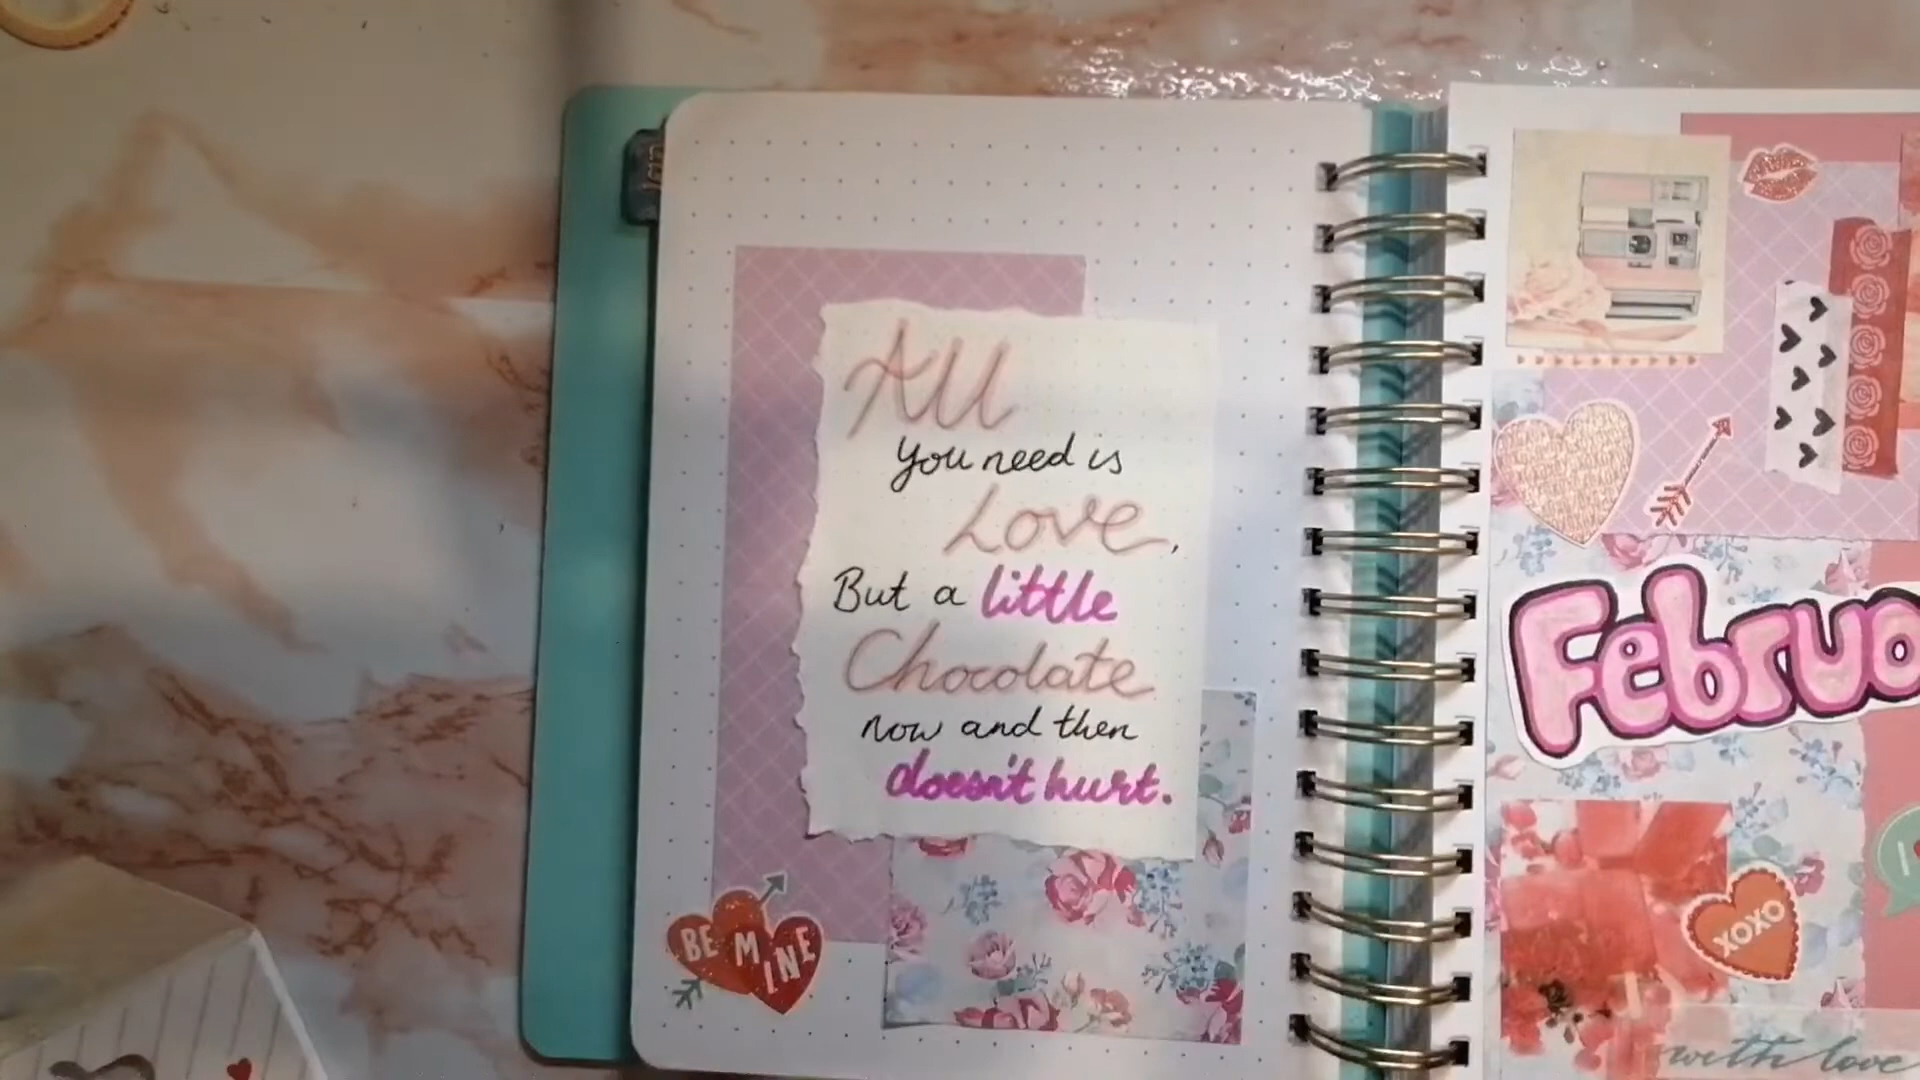 All
you need is
Love,
But a little
Chocolate
now and then
doesn't hurt.
BE MINE
Februa
XOXO
I
with love